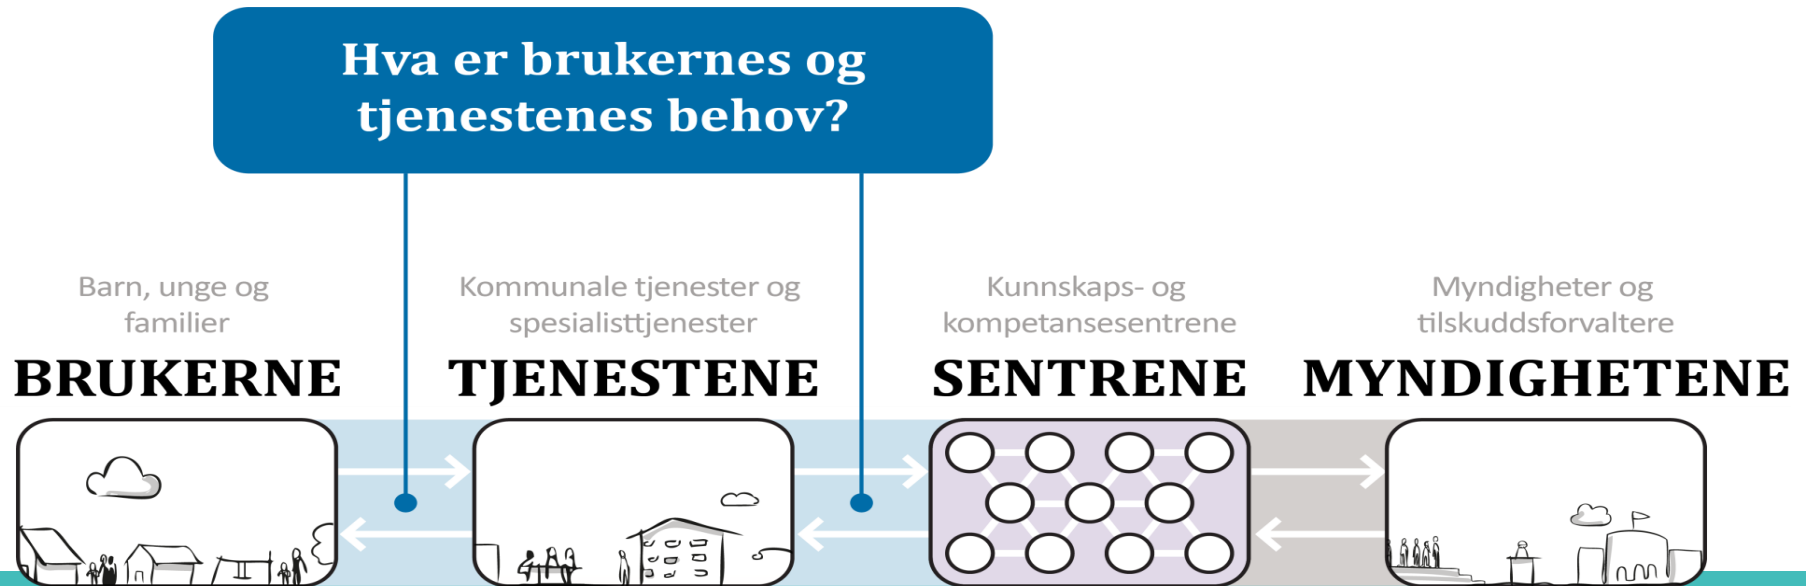 Hva er brukernes og
tjenestenes behov?
Barn, unge og
familier
BRUKERNE
Kommunale tjenester og
spesialisttjenester
TJENESTENE
Kunnskaps- og
kompetansesentrene
SENTRENE
Myndigheter og
tilskuddsforvaltere
MYNDIGHETENE